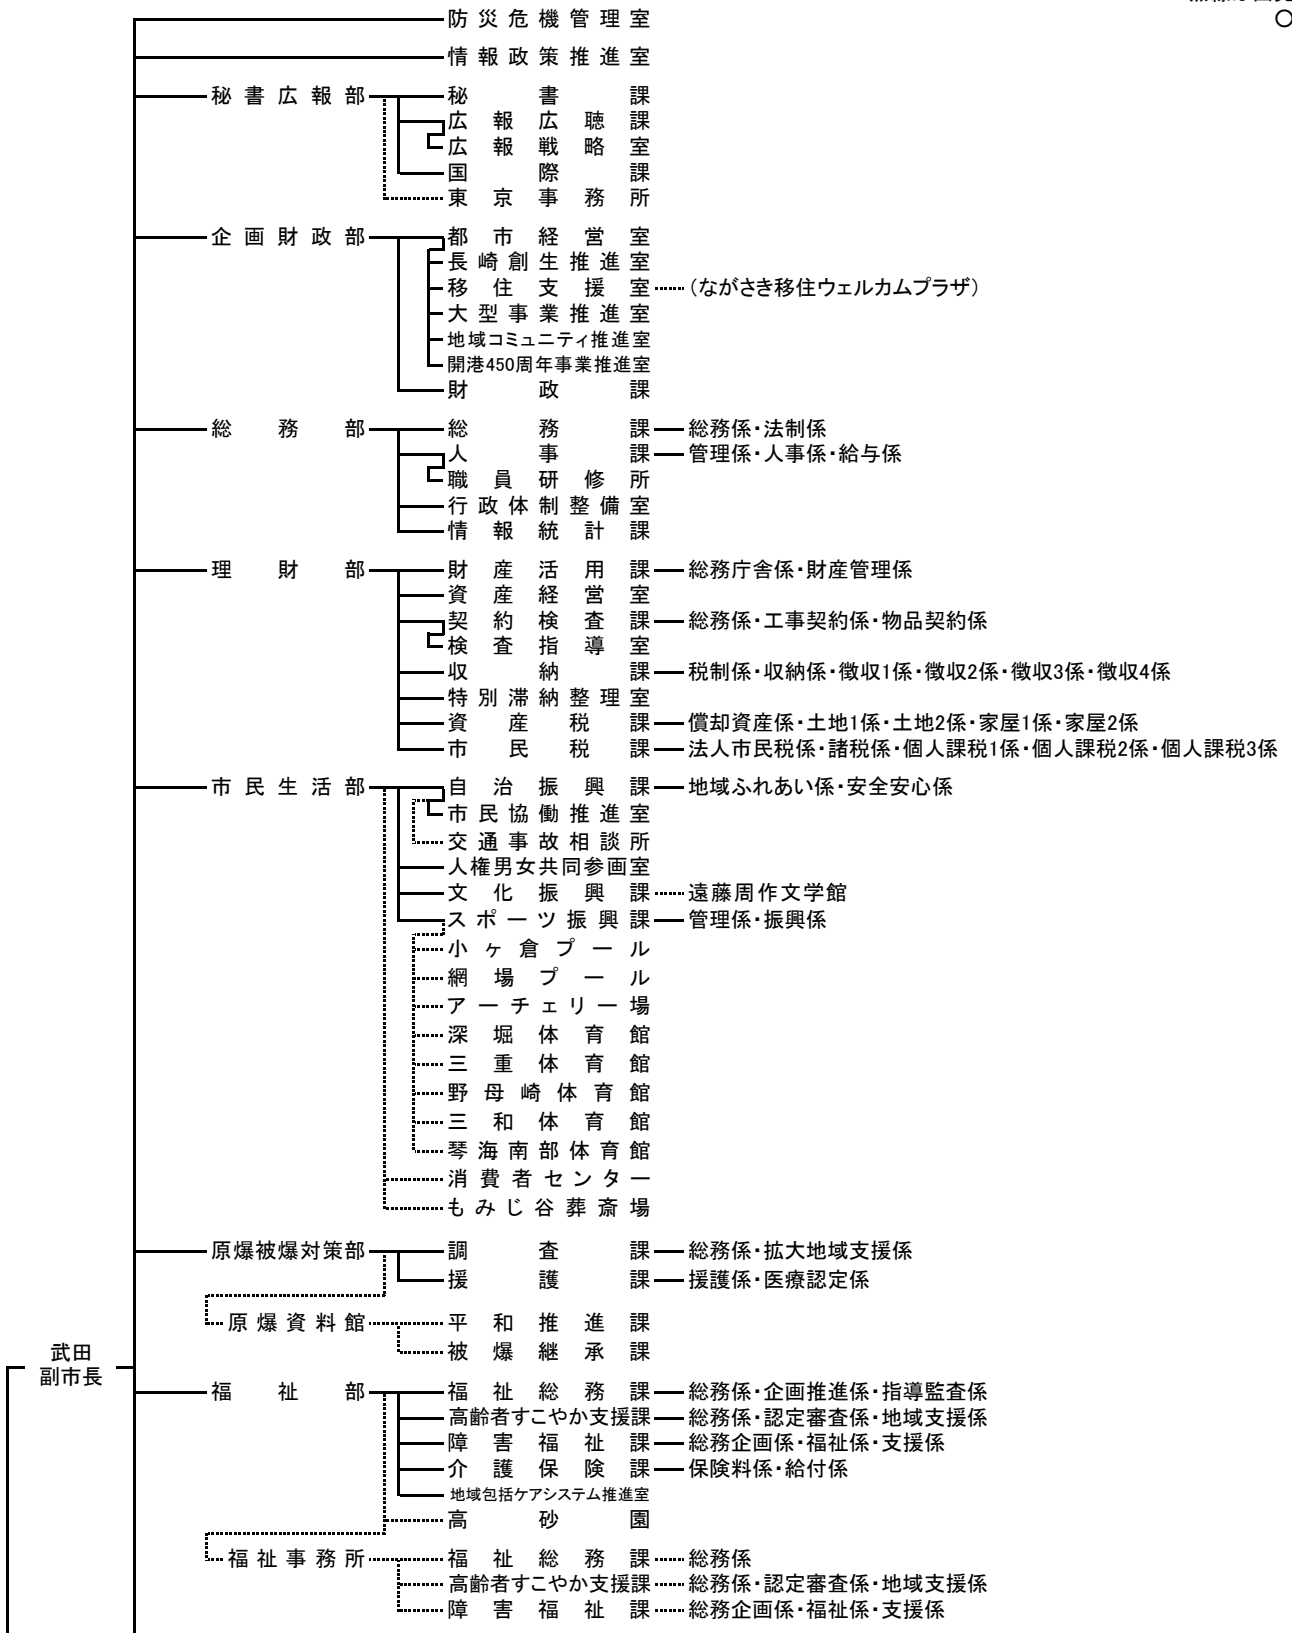 防災危機管理室
〇
情報政策推進室
秘書広報部 秘書課
広報広聴課
広報戦略室
国際課
東京事務所
企画財政部 都市経営室
長崎創生推進室
移住支援室 (ながさき移住ウェルカムプラザ)
大型事業推進室
地域コミュニティ推進室
開港450周年事業推進室
財政課
総務部 総務課 総務係・法制係
人事課 管理係・人事係・給与係
職員研修所
行政体制整備室
情報統計課
理財部 財産活用課 総務庁舎係・財産管理係
資産経営室
契約検査課 総務係・工事契約係・物品契約係
検査指導室
収納課 税制係・収納係・徴収1係・徴収2係・徴収3係・徴収4係
特別滞納整理室
資産税課 償却資産係・土地1係・土地2係・家屋1係・家屋2係
市民税課 法人市民税係・諸税係・個人課税1係・個人課税2係・個人課税3係
市民生活部 自治振興課 地域ふれあい係・安全安心係
市民協働推進室
交通事故相談所
人権男女共同参画室
文化振興課 遠藤周作文学館
スポーツ振興課 管理係・振興係
小ヶ倉プール
網場プール
アーチェリー場
深堀体育館
三重体育館
野母崎体育館
三和体育館
琴海南部体育館
消費者センター
もみじ谷葬斎場
原爆被爆対策部 調査課 総務係・拡大地域支援係
援護課 援護係・医療認定係
原爆資料館 平和推進課
被爆継承課
武田
副市長
福祉部 福祉総務課 総務係・企画推進係・指導監査係
高齢者すこやか支援課 総務係・認定審査係・地域支援係
障害福祉課 総務企画係・福祉係・支援係
介護保険課 保険料係・給付係
地域包括ケアシステム推進室
高砂園
福祉事務所 福祉総務課 総務係
高齢者すこやか支援課 総務係・認定審査係・地域支援係
障害福祉課 総務企画係・福祉係・支援係